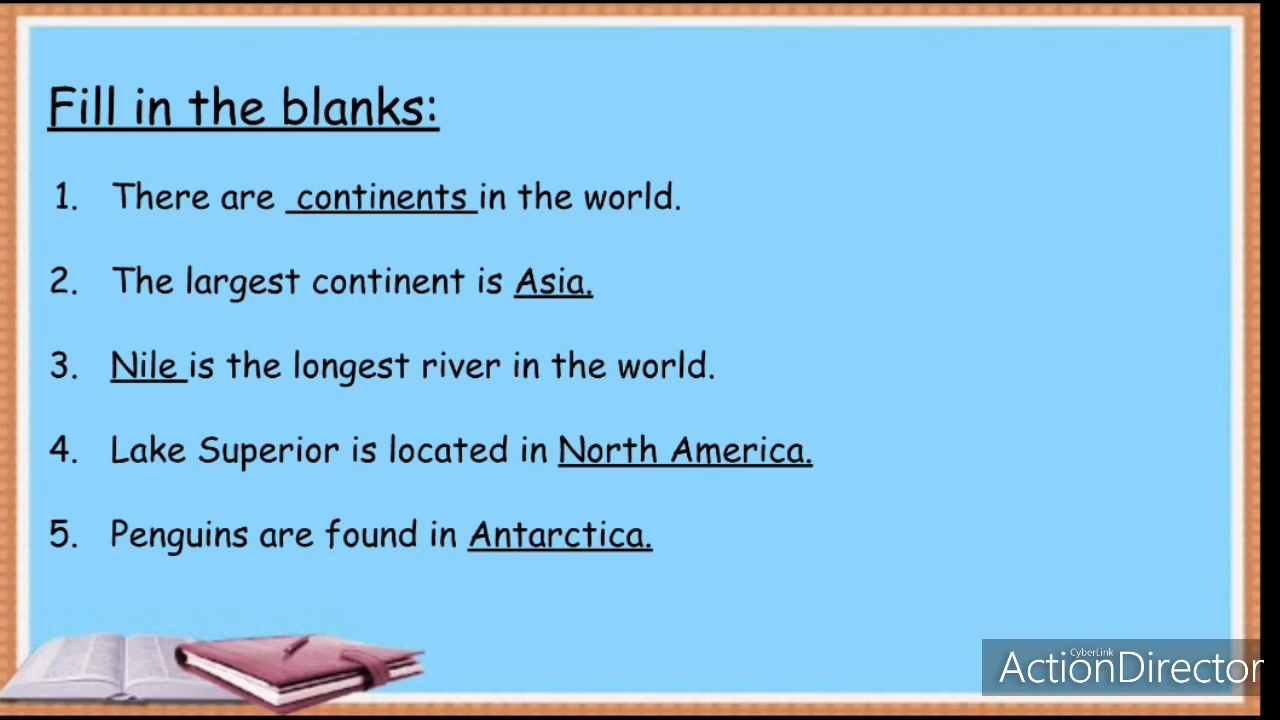 Fill in the blanks:
1. There are continents in the world.
2. The largest continent is Asia.
3. Nile is the longest river in the world.
4. Lake Superior is located in North America.
5. Penguins are found in Antarctica.
CyberLink
ActionDirector